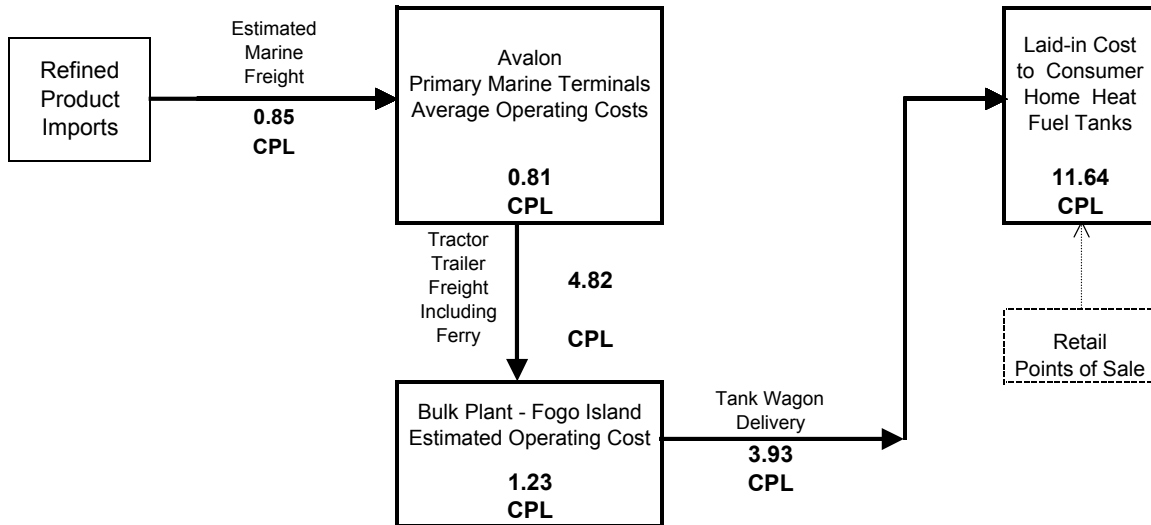 Refined
Product
Imports
Estimated
Marine
Freight
0.85
CPL
Avalon
Primary Marine Terminals
Average Operating Costs
0.81
CPL
Tractor
Trailer
Freight
Including
Ferry
4.82
CPL
Bulk Plant - Fogo Island
Estimated Operating Cost
1.23
CPL
Tank Wagon
Delivery
3.93
CPL
Laid-in Cost
to Consumer
Home Heat
Fuel Tanks
11.64
CPL
Retail
Points of Sale